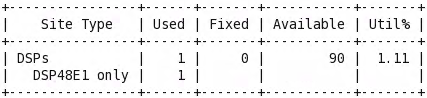 +----------------+------+-------+-----------+-------+
|    Site Type   | Used | Fixed | Available | Util% |
+----------------+------+-------+-----------+-------+
| DSPs           |    1 |     0 |        90 |  1.11 |
|   DSP48E1 only |    1 |       |           |       |
+----------------+------+-------+-----------+-------+